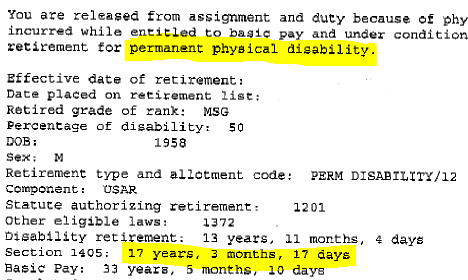 You are released from assignment and duty because of phy
incurred while entitled to basic pay and under condition
retirement for permanent physical disability.
Effective date of retirement:
Date placed on retirement list:
Retired grade of rank: MSG
Percentage of disability: 50
DOB: 1958
Sex: M
Retirement type and allotment code: PERM DISABILITY/12
Component: USAR
Statute authorizing retirement: 1201
Other eligible laws: 1372
Disability retirement: 13 years, 11 months, 4 days
Section 1405: 17 years, 3 months, 17 days
Basic Pay: 33 years, 5 months, 10 days